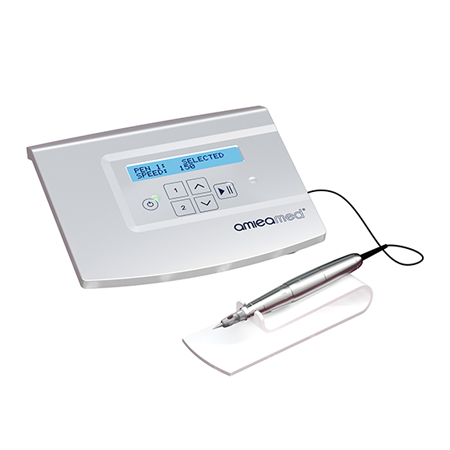 PEN 1: SELECTED
SPEED: 150
1
2
amieamed®